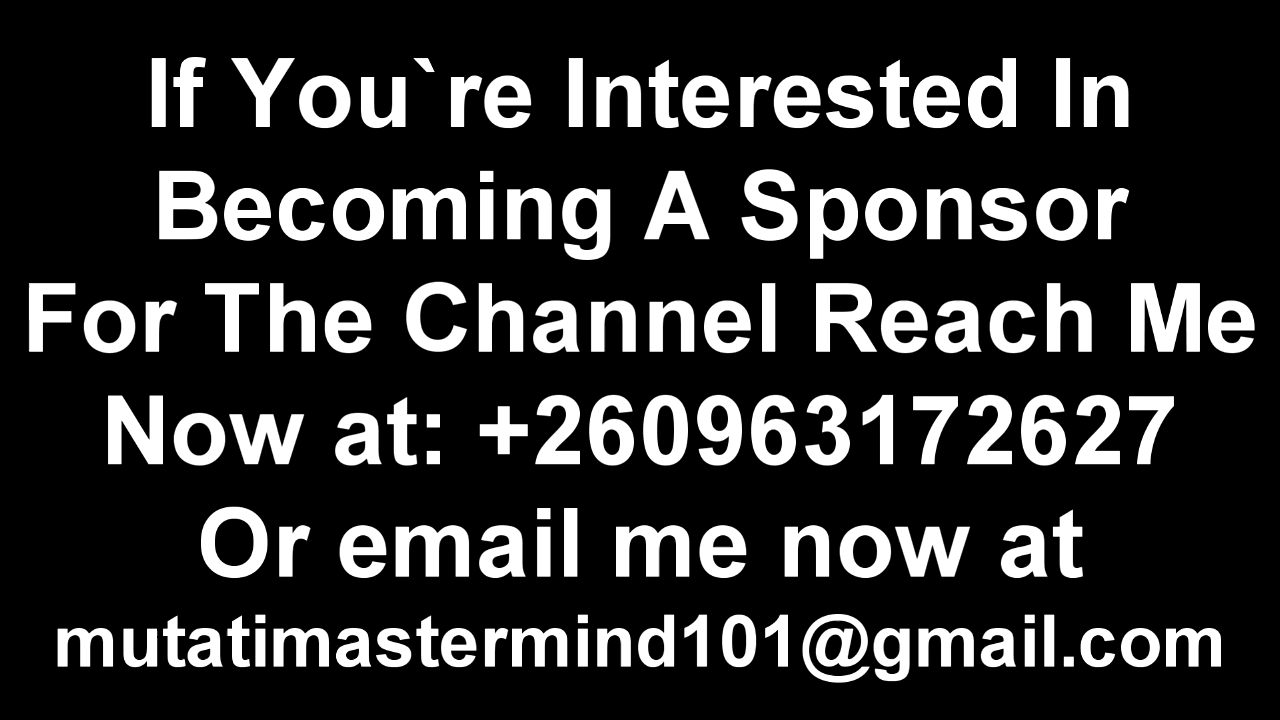 If You`re Interested In
Becoming A Sponsor
For The Channel Reach Me
Now at: +260963172627
Or email me now at
mutatimastermind101@gmail.com